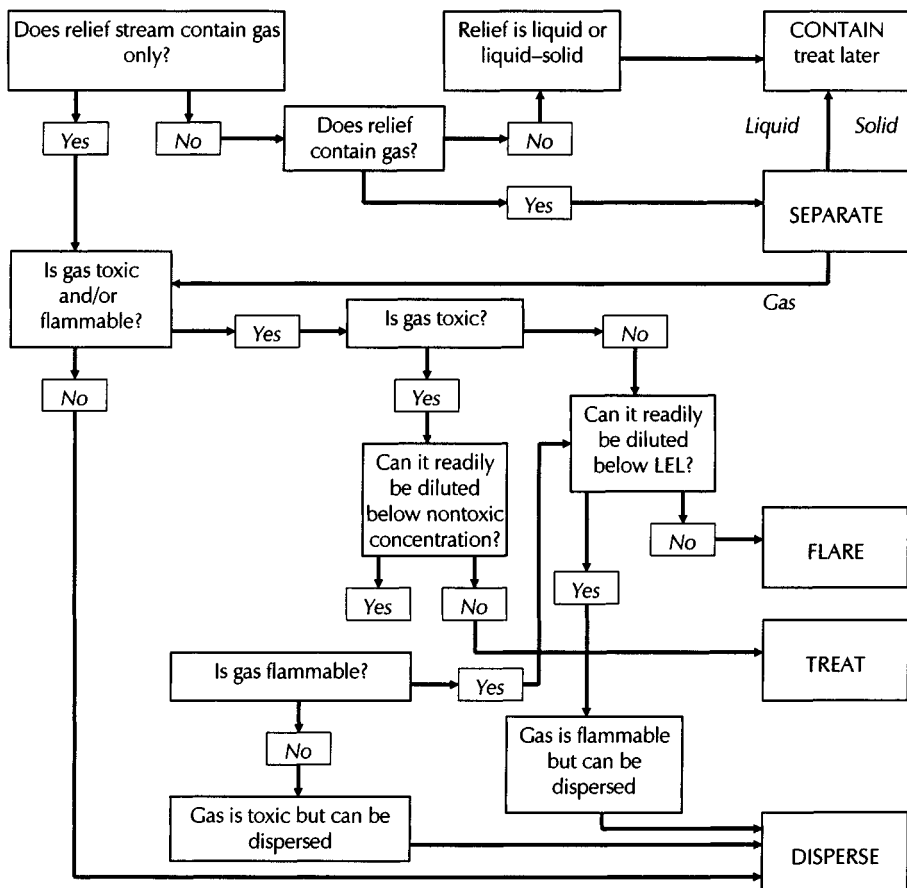 Does relief stream contain gas
only?
Relief is liquid or
liquid–solid
CONTAIN
treat later
Yes
No
Does relief
contain gas?
No
Liquid
Solid
Yes
SEPARATE
Is gas toxic
and/or
flammable?
Gas
Yes
Is gas toxic?
No
No
Yes
Can it readily
be diluted
below LEL?
Can it readily
be diluted
below nontoxic
concentration?
No
FLARE
Yes
No
Yes
TREAT
Is gas flammable?
Yes
No
Gas is flammable
but can be
dispersed
Gas is toxic but can be
dispersed
DISPERSE